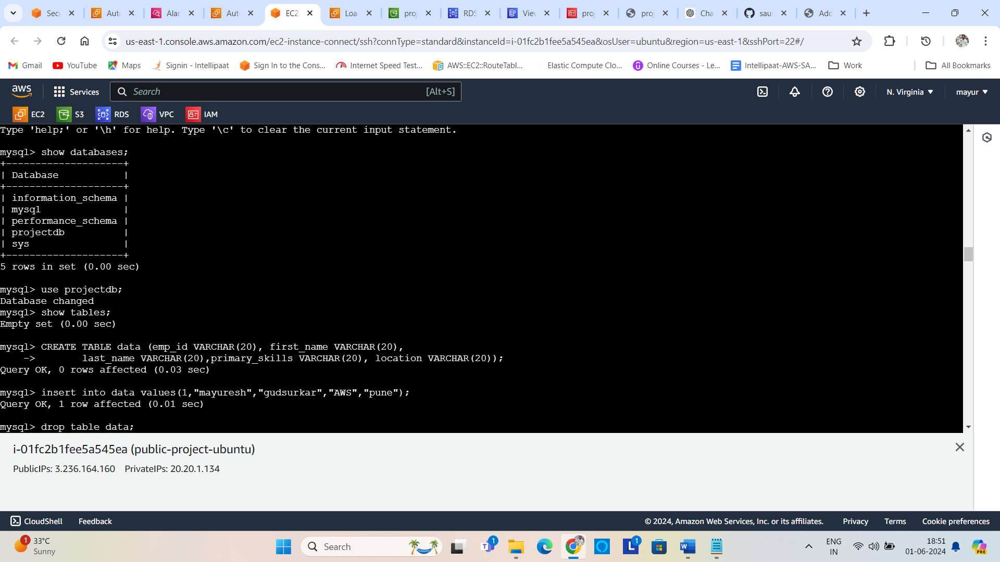 Secu
Auto
Alar
Auto
EC2
Loa
proj
RDS
View
proj
proj
Cha
saur
Add
us-east-1.console.aws.amazon.com/ec2-instance-connect/ssh?connType=standard&instanceId=i-01fc2b1fee5a545ea&osUser=ubuntu&region=us-east-1&sshPort=22#/
Gmail
YouTube
Maps
Signin - Intellipaat
Sign In to the Cons...
Internet Speed Test...
AWS::EC2::RouteTabl...
Elastic Compute Clo...
Online Courses - Le...
Intellipaat-AWS-SA...
Work
All Bookmarks
aws
Services
Search
[Alt+S]
N. Virginia
mayur
EC2
S3
RDS
VPC
IAM
Type 'help;' or '\h' for help. Type '\c' to clear the current input statement.
mysql> show databases;
+--------------------+
| Database           |
+--------------------+
| information_schema |
| mysql              |
| performance_schema |
| projectdb          |
| sys                |
+--------------------+
5 rows in set (0.00 sec)
mysql> use projectdb;
Database changed
mysql> show tables;
Empty set (0.00 sec)
mysql> CREATE TABLE data (emp_id VARCHAR(20), first_name VARCHAR(20),
    ->        last_name VARCHAR(20),primary_skills VARCHAR(20), location VARCHAR(20));
Query OK, 0 rows affected (0.03 sec)
mysql> insert into data values(1,"mayuresh","gudsurkar","AWS","pune");
Query OK, 1 row affected (0.01 sec)
mysql> drop table data;
i-01fc2b1fee5a545ea (public-project-ubuntu)
PublicIPs: 3.236.164.160 PrivateIPs: 20.20.1.134
CloudShell
Feedback
© 2024, Amazon Web Services, Inc. or its affiliates.
Privacy
Terms
Cookie preferences
1
33°C
Sunny
Search
1
1
ENG
IN
18:51
01-06-2024
PRE